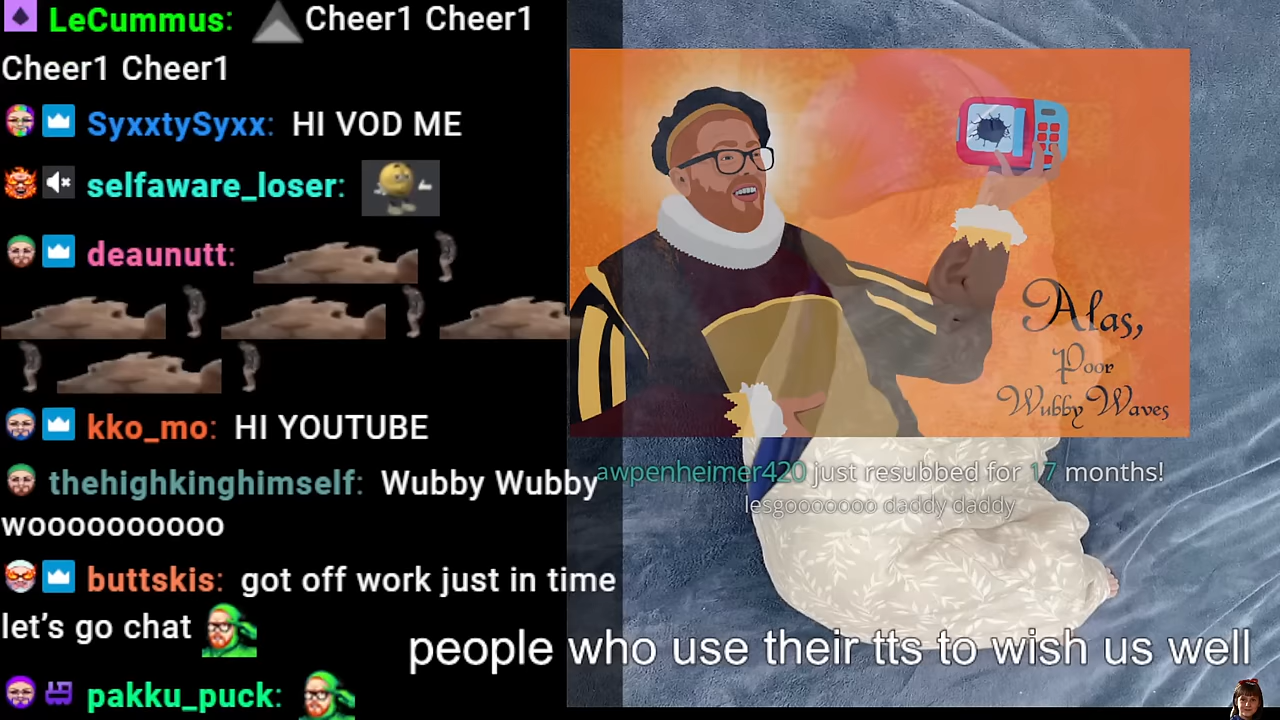 LeCummus: Cheer1 Cheer1
Cheer1 Cheer1
SyxxtySyxx: HI VOD ME
selfaware_loser:
deaunutt:
kko_mo: HI YOUTUBE
thehighkinghimself: Wubby Wubby
woooooooooo
buttskis: got off work just in time
let's go chat
pakku_puck:
Alas,
Poor
Wubby Waves
awpenheimer420 just resubbed for 17 months!
lesgooooooo daddy daddy
people who use their tts to wish us well